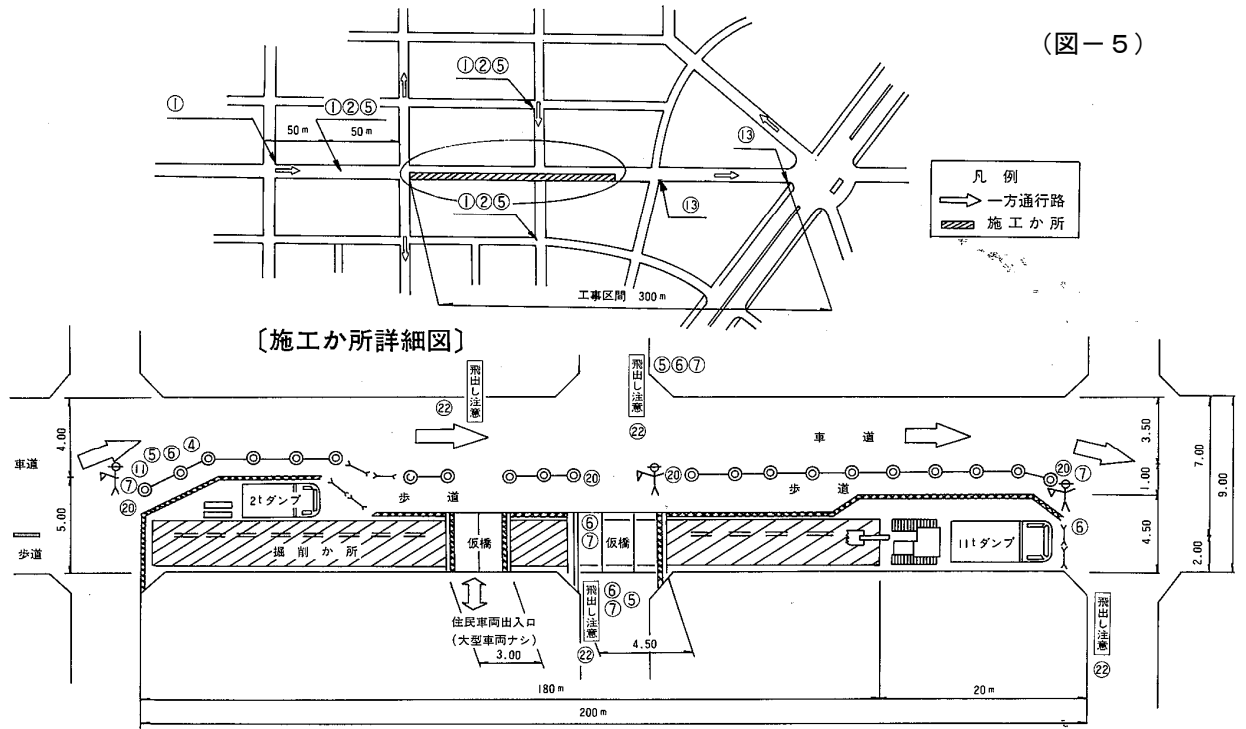 (図－5)
①②⑤
①
①②⑤
50m
50m
⑬
①②⑤
⑬
凡 例
一方通行路
施工か所
工事区間 300m
〔施工か所詳細図〕
飛出し注意
㉒
飛出し注意
⑤⑥⑦
㉒
車道
歩道
4.00
5.00
⑪⑤⑥④
⑦
⑳
2tダンプ
歩 道
掘 削 か 所
仮橋
⑳
⑥
⑦
仮橋
⑳
車 道
歩 道
⑳⑦
⑥
11tダンプ
3.50
1.00
4.50
7.00
2.00
9.00
住民車両出入口
(大型車両ナシ)
3.00
飛出し注意
⑥
⑦⑤
㉒
4.50
飛出し注意
㉒
180m
20m
200m